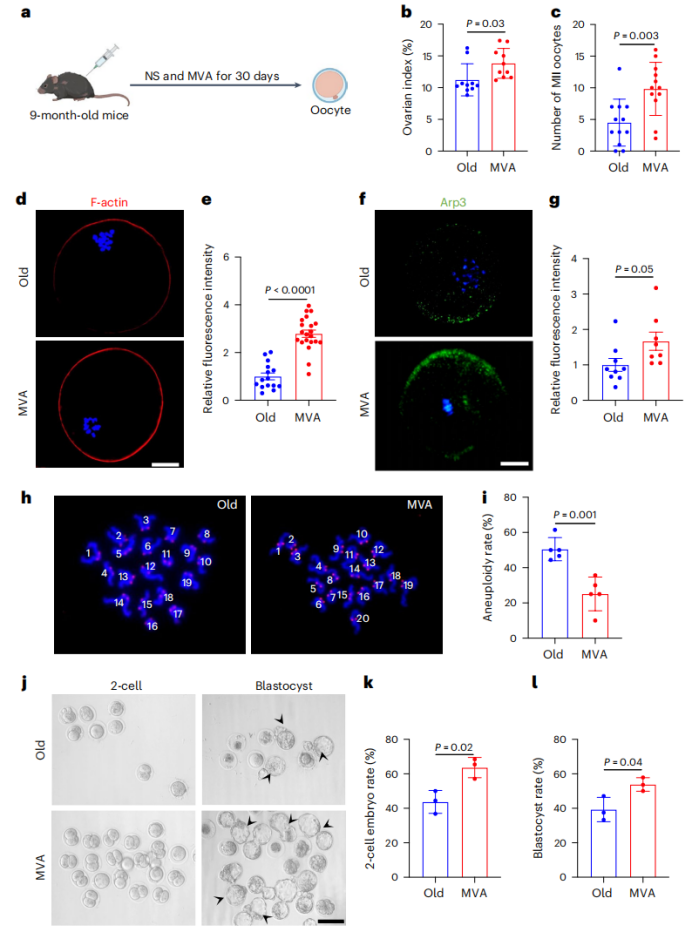 a
NS and MVA for 30 days
9-month-old mice
Oocyte
b
Ovarian index (%)
20
15
10
5
0
P = 0.03
Old
MVA
c
Number of MII oocytes
20
15
10
5
0
P = 0.003
Old
MVA
d
F-actin
Old
MVA
e
Relative fluorescence intensity
6
4
2
0
P < 0.0001
Old
MVA
f
Arp3
Old
MVA
g
Relative fluorescence intensity
4
3
2
1
0
P = 0.05
Old
MVA
h
Old
1 2 3 4 5 6 7 8 9 10 11 12 13 14 15 16 17 18 19
MVA
1 2 3 4 5 6 7 8 9 10 11 12 13 14 15 16 17 18 19 20
i
Aneuploidy rate (%)
80
60
40
20
0
P = 0.001
Old
MVA
j
2-cell
Blastocyst
Old
MVA
k
2-cell embryo rate (%)
80
60
40
20
0
P = 0.02
Old
MVA
l
Blastocyst rate (%)
80
60
40
20
0
P = 0.04
Old
MVA